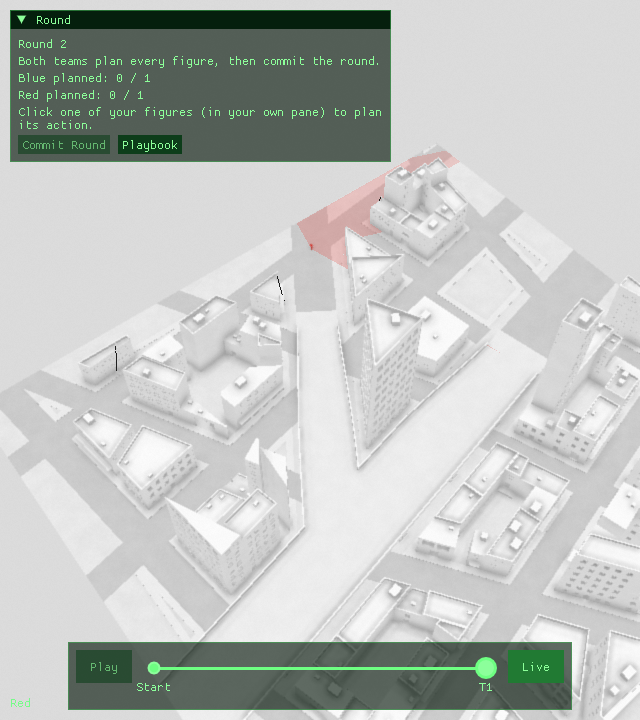 Round
Round 2
Both teams plan every figure, then commit the round.
Blue planned: 0 / 1
Red planned: 0 / 1
Click one of your figures (in your own pane) to plan
its action.
Commit Round
Playbook
Play
Start
T1
Live
Red